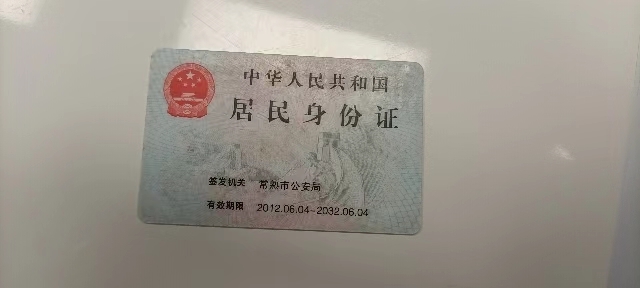 中华人民共和国
居民身份证
签发机关 常熟市公安局
有效期限 2012.06.04-2032.06.04